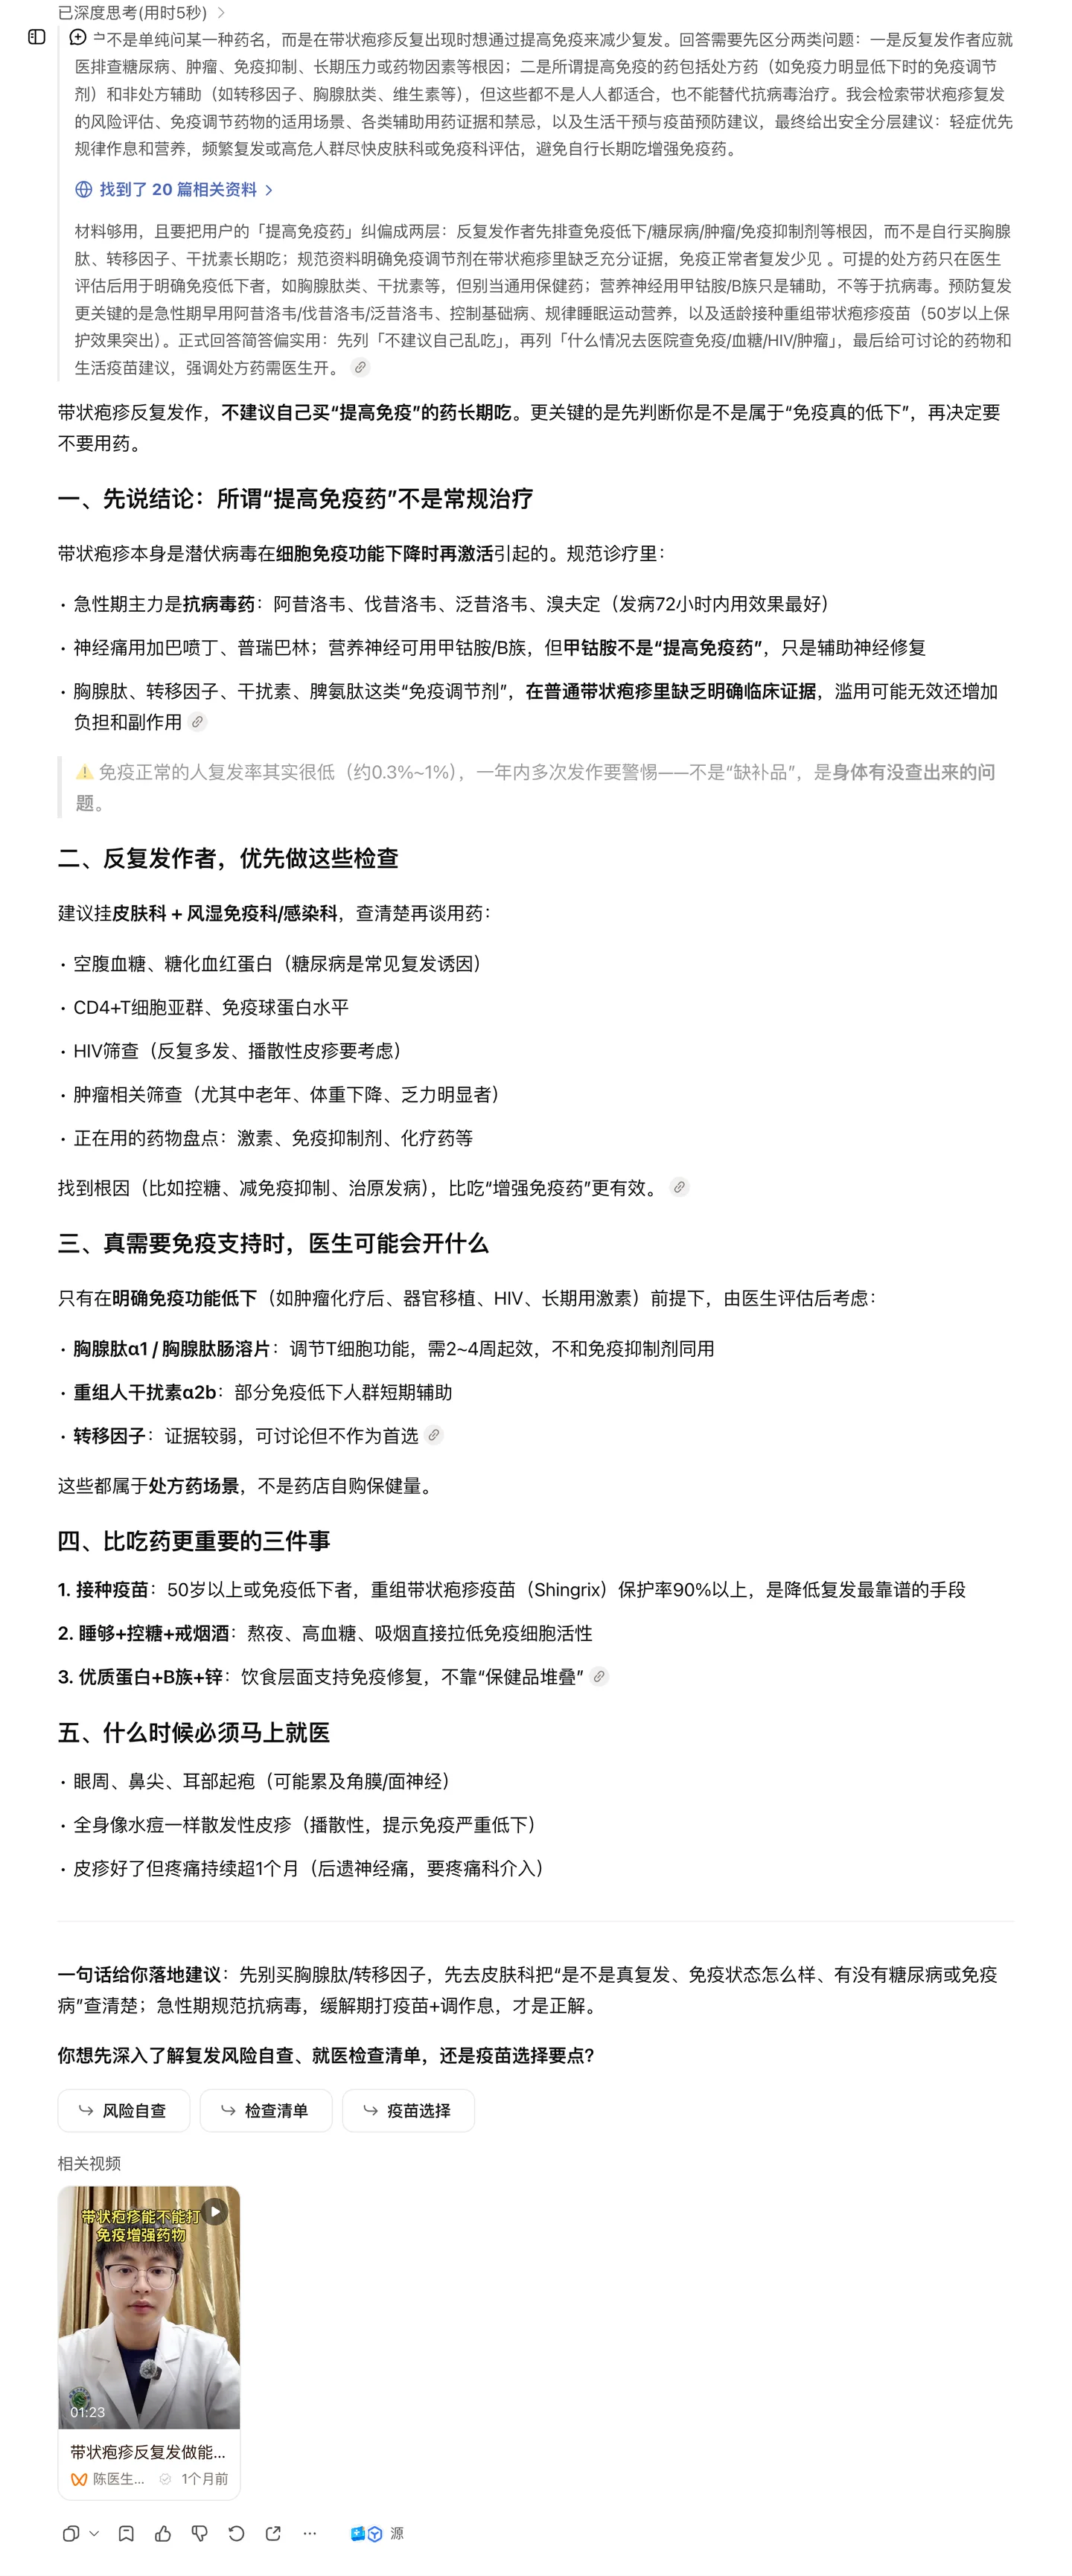 已深度思考(用时5秒)
不是单纯问某一种药名，而是在带状疱疹反复出现时想通过提高免疫来减少复发。回答需要先区分两类问题：一是反复发作者应就
医排查糖尿病、肿瘤、免疫抑制、长期压力或药物因素等根因；二是所谓提高免疫的药包括处方药（如免疫力明显低下时的免疫调节
剂）和非处方辅助（如转移因子、胸腺肽类、维生素等），但这些都不是人人都适合，也不能替代抗病毒治疗。我会检索带状疱疹复发
的风险评估、免疫调节药物的适用场景、各类辅助用药证据和禁忌，以及生活干预与疫苗预防建议，最终给出安全分层建议：轻症优先
规律作息和营养，频繁复发或高危人群尽快皮肤科或免疫科评估，避免自行长期吃增强免疫药。
找到了 20 篇相关资料
材料够用，且要把用户的「提高免疫药」纠偏成两层：反复发作者先排查免疫低下/糖尿病/肿瘤/免疫抑制剂等根因，而不是自行买胸腺
肽、转移因子、干扰素长期吃；规范资料明确免疫调节剂在带状疱疹里缺乏充分证据，免疫正常者复发少见 。可提的处方药只在医生
评估后用于明确免疫低下者，如胸腺肽类、干扰素等，但别当通用保健药；营养神经用甲钴胺/B族只是辅助，不等于抗病毒。预防复发
更关键的是急性期早用阿昔洛韦/伐昔洛韦/泛昔洛韦、控制基础病、规律睡眠运动营养，以及适龄接种重组带状疱疹疫苗（50岁以上保
护效果突出）。正式回答简答偏实用：先列「不建议自己乱吃」，再列「什么情况去医院查免疫/血糖/HIV/肿瘤」，最后给可讨论的药物和
生活疫苗建议，强调处方药需医生开。
带状疱疹反复发作，不建议自己买“提高免疫”的药长期吃。更关键的是先判断你是不是属于“免疫真的低下”，再决定要
不要用药。
一、先说结论：所谓“提高免疫药”不是常规治疗
带状疱疹本身是潜伏病毒在细胞免疫功能下降时再激活引起的。规范诊疗里：
• 急性期主力是抗病毒药：阿昔洛韦、伐昔洛韦、泛昔洛韦、溴夫定（发病72小时内用效果最好）
• 神经痛用加巴喷丁、普瑞巴林；营养神经可用甲钴胺/B族，但甲钴胺不是“提高免疫药”，只是辅助神经修复
• 胸腺肽、转移因子、干扰素、脾氨肽这类“免疫调节剂”，在普通带状疱疹里缺乏明确临床证据，滥用可能无效还增加
负担和副作用
⚠️ 免疫正常的人复发率其实很低（约0.3%~1%），一年内多次发作要警惕——不是“缺补品”，是身体有没查出来的问
题。
二、反复发作者，优先做这些检查
建议挂皮肤科 + 风湿免疫科/感染科，查清楚再谈用药：
• 空腹血糖、糖化血红蛋白（糖尿病是常见复发诱因）
• CD4+T细胞亚群、免疫球蛋白水平
• HIV筛查（反复多发、播散性皮疹要考虑）
• 肿瘤相关筛查（尤其中老年、体重下降、乏力明显者）
• 正在用的药物盘点：激素、免疫抑制剂、化疗药等
找到根因（比如控糖、减免疫抑制、治原发病），比吃“增强免疫药”更有效。
三、真需要免疫支持时，医生可能会开什么
只有在明确免疫功能低下（如肿瘤化疗后、器官移植、HIV、长期用激素）前提下，由医生评估后考虑：
• 胸腺肽α1 / 胸腺肽肠溶片：调节T细胞功能，需2~4周起效，不和免疫抑制剂同用
• 重组人干扰素α2b：部分免疫低下人群短期辅助
• 转移因子：证据较弱，可讨论但不作为首选
这些都属于处方药场景，不是药店自购保健量。
四、比吃药更重要的三件事
1. 接种疫苗：50岁以上或免疫低下者，重组带状疱疹疫苗（Shingrix）保护率90%以上，是降低复发最靠谱的手段
2. 睡够+控糖+戒烟酒：熬夜、高血糖、吸烟直接拉低免疫细胞活性
3. 优质蛋白+B族+锌：饮食层面支持免疫修复，不靠“保健品堆叠”
五、什么时候必须马上就医
• 眼周、鼻尖、耳部起疱（可能累及角膜/面神经）
• 全身像水痘一样散发性皮疹（播散性，提示免疫严重低下）
• 皮疹好了但疼痛持续超1个月（后遗神经痛，要疼痛科介入）
一句话给你落地建议：先别买胸腺肽/转移因子，先去皮肤科把“是不是真复发、免疫状态怎么样、有没有糖尿病或免疫
病”查清楚；急性期规范抗病毒，缓解期打疫苗+调作息，才是正解。
你想先深入了解复发风险自查、就医检查清单，还是疫苗选择要点?
风险自查
检查清单
疫苗选择
相关视频
带状疱疹能不能打
免疫增强药物
01:23
带状疱疹反复发做能...
陈医生... 1个月前
源